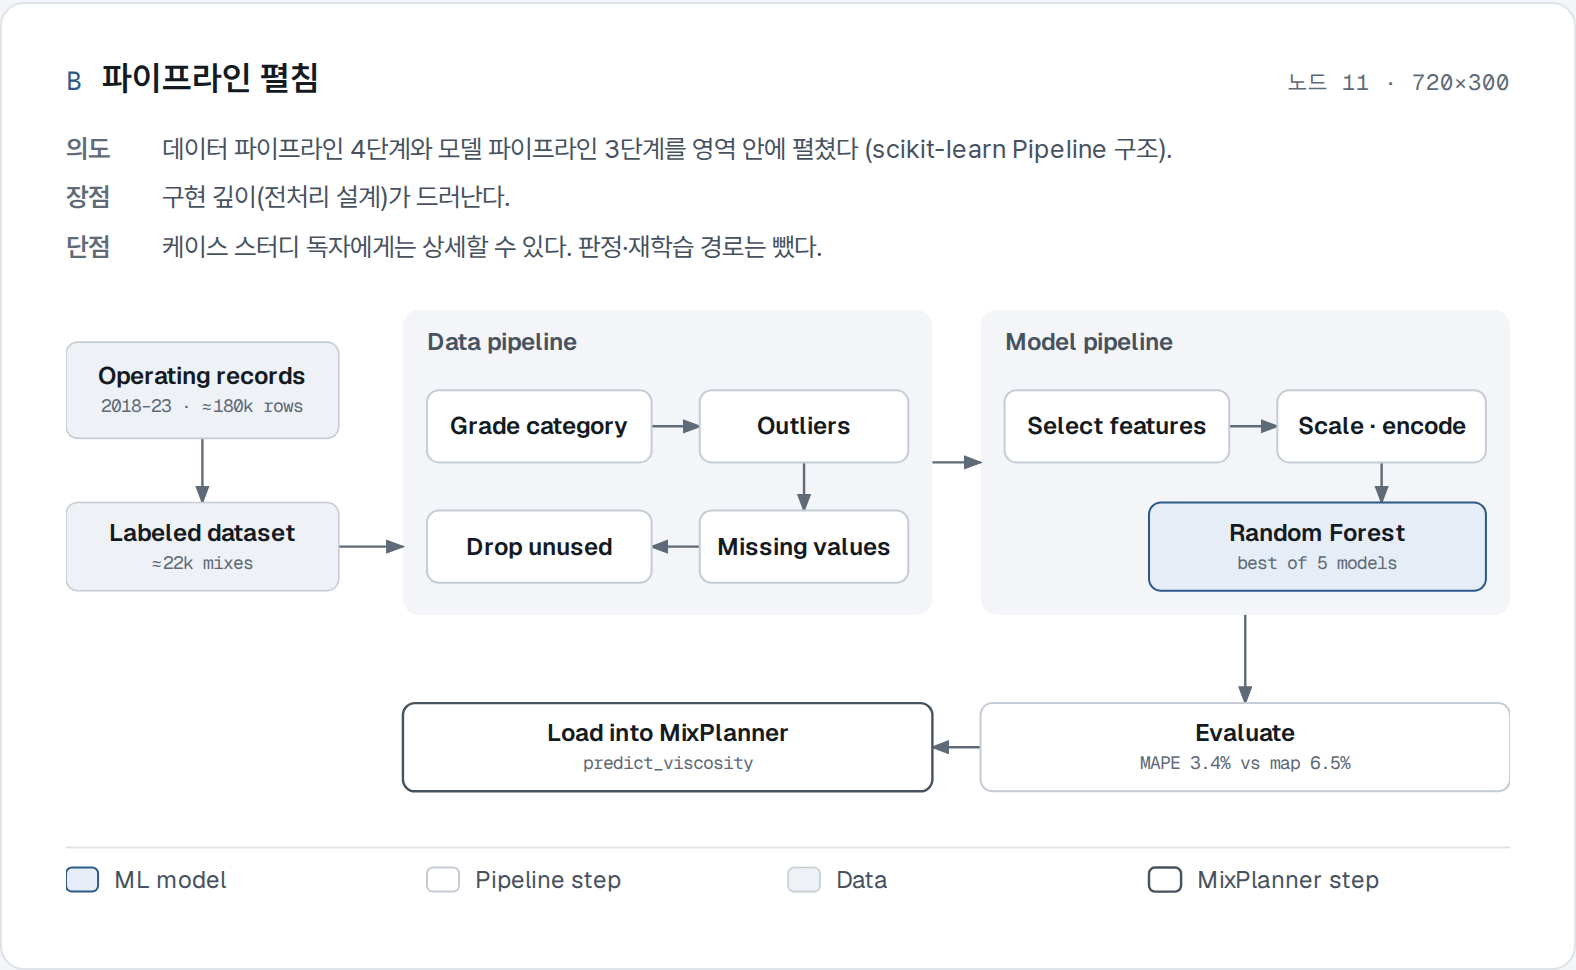 B 파이프라인 펼침
노드 11 · 720×300
의도 데이터 파이프라인 4단계와 모델 파이프라인 3단계를 영역 안에 펼쳤다 (scikit-learn Pipeline 구조).
장점 구현 깊이(전처리 설계)가 드러난다.
단점 케이스 스터디 독자에게는 상세할 수 있다. 판정·재학습 경로는 뺐다.
Operating records
2018–23 · ≈180k rows
Labeled dataset
≈22k mixes
Data pipeline
Grade category
Outliers
Drop unused
Missing values
Model pipeline
Select features
Scale · encode
Random Forest
best of 5 models
Load into MixPlanner
predict_viscosity
Evaluate
MAPE 3.4% vs map 6.5%
ML model
Pipeline step
Data
MixPlanner step